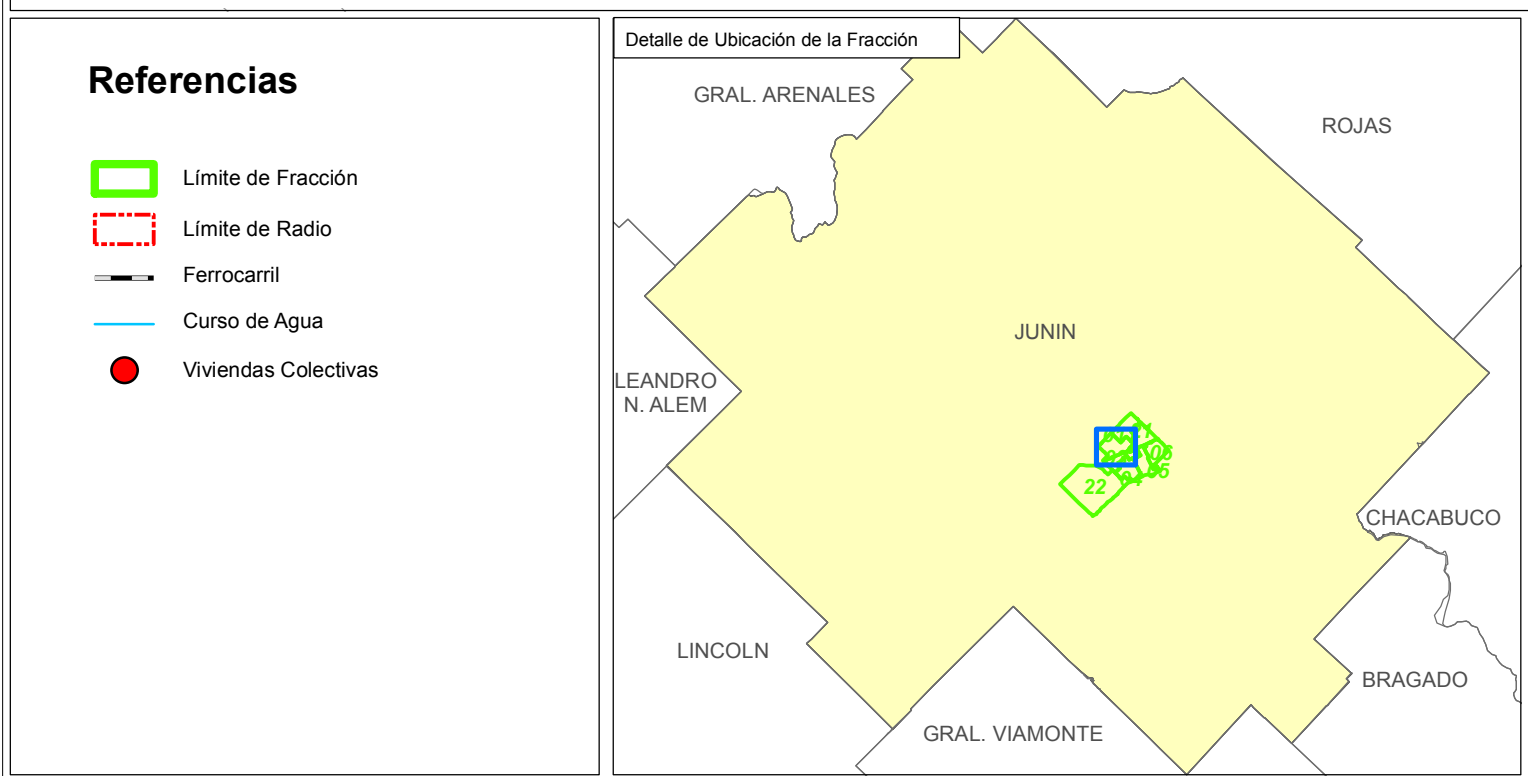 Referencias
Límite de Fracción
Límite de Radio
Ferrocarril
Curso de Agua
Viviendas Colectivas
Detalle de Ubicación de la Fracción
GRAL. ARENALES
ROJAS
JUNIN
LEANDRO
N. ALEM
06
22
CHACABUCO
LINCOLN
BRAGADO
GRAL. VIAMONTE